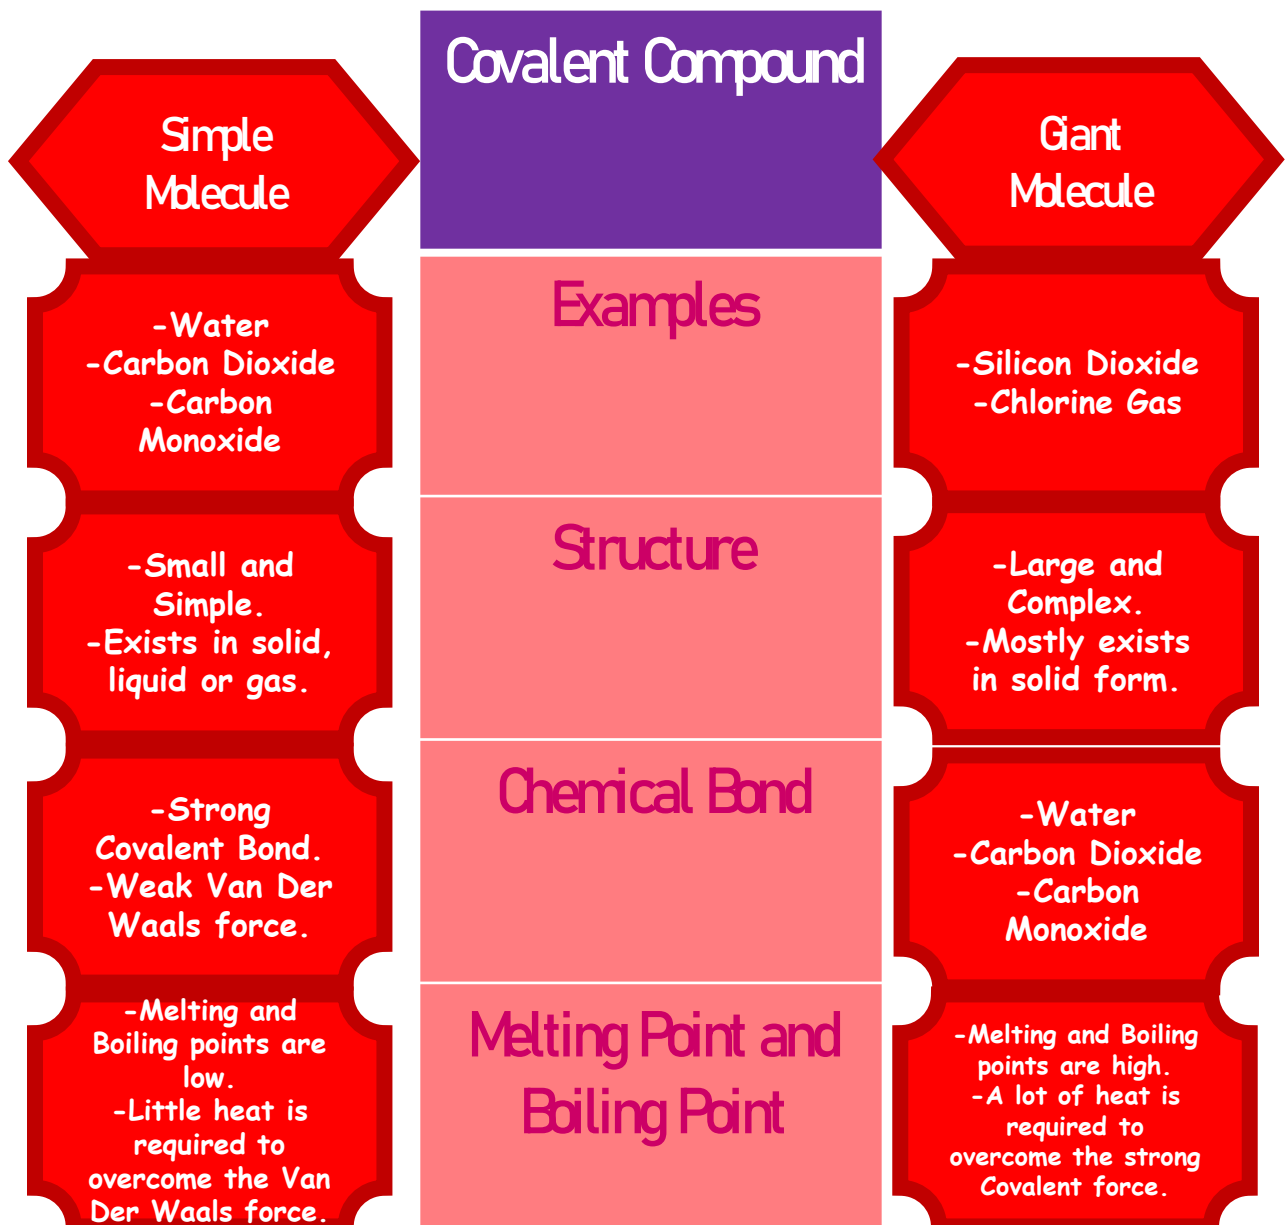 Covalent Compound
Simple
Molecule
Giant
Molecule
-Water
-Carbon Dioxide
-Carbon
Monoxide
Examples
-Silicon Dioxide
-Chlorine Gas
-Small and
Simple.
-Exists in solid,
liquid or gas.
Structure
-Large and
Complex.
-Mostly exists
in solid form.
-Strong
Covalent Bond.
-Weak Van Der
Waals force.
Chemical Bond
-Water
-Carbon Dioxide
-Carbon
Monoxide
-Melting and
Boiling points are
low.
-Little heat is
required to
overcome the Van
Der Waals force.
Melting Point and
Boiling Point
-Melting and Boiling
points are high.
-A lot of heat is
required to
overcome the strong
Covalent force.